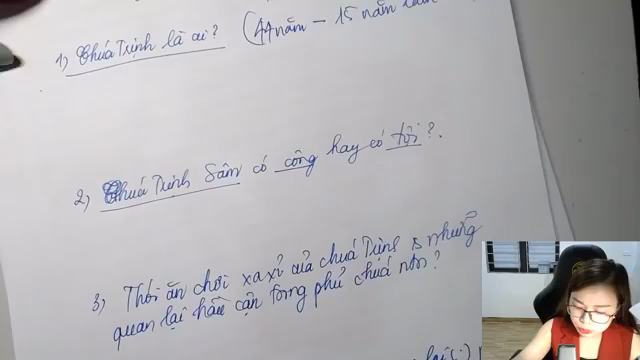 1) Chúa Trịnh là ai? (44 năm – 15 năm
2) Chúa Trịnh Sâm có công hay có tội?.
3) Thói ăn chơi xa xỉ của chúa Trịnh & những
quan lại hầu cận trong phủ chúa ntn?